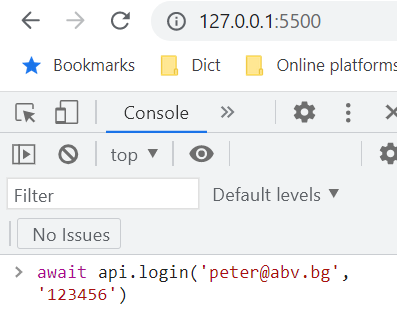 127.0.0.1:5500
Bookmarks Dict Online platforms
Console
top
Filter Default levels
No Issues
await api.login('peter@abv.bg',
'123456')